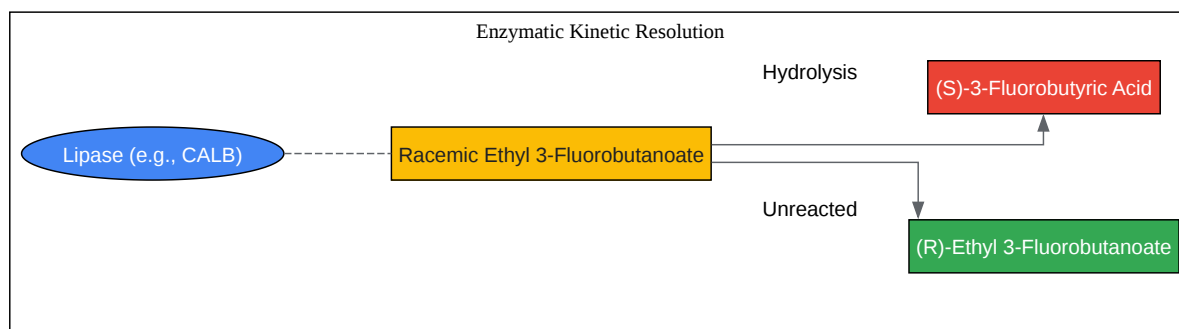 Enzymatic Kinetic Resolution
Hydrolysis
(S)-3-Fluorobutyric Acid
Lipase (e.g., CALB)
Racemic Ethyl 3-Fluorobutanoate
Unreacted
(R)-Ethyl 3-Fluorobutanoate